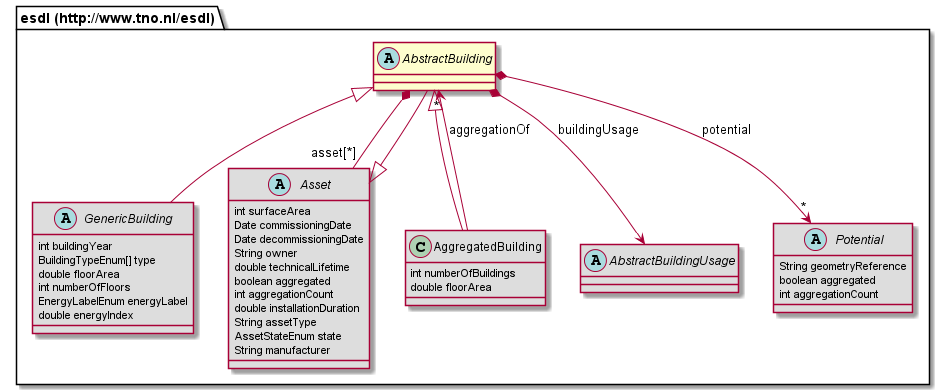 esdl (http://www.tno.nl/esdl)
A AbstractBuilding
*
aggregationOf
buildingUsage
potential
asset[*]
*
A GenericBuilding
int buildingYear
BuildingTypeEnum[] type
double floorArea
int numberOfFloors
EnergyLabelEnum energyLabel
double energyIndex
A Asset
int surfaceArea
Date commissioningDate
Date decommissioningDate
String owner
double technicalLifetime
boolean aggregated
int aggregationCount
double installationDuration
String assetType
AssetStateEnum state
String manufacturer
C AggregatedBuilding
int numberOfBuildings
double floorArea
A AbstractBuildingUsage
A Potential
String geometryReference
boolean aggregated
int aggregationCount